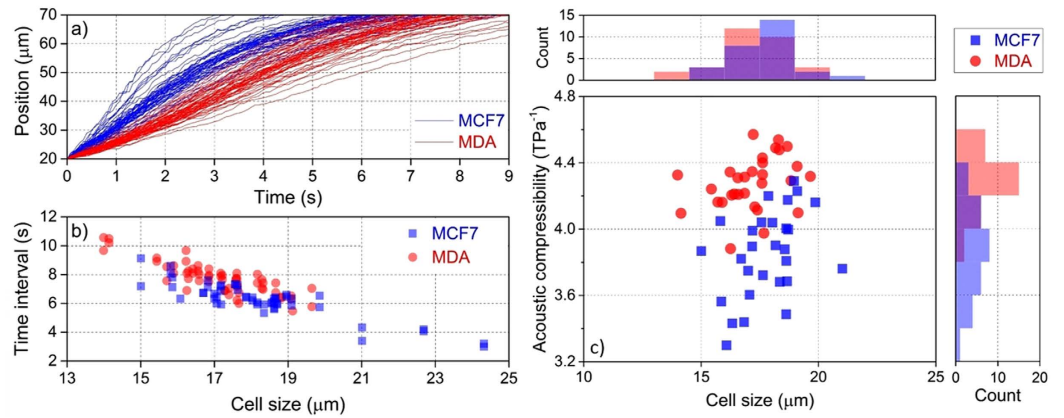 a)
Position (μm)
70
60
50
40
30
20
MCF7
MDA
0 1 2 3 4 5 6 7 8 9
Time (s)
b)
Time interval (s)
12
10
8
6
4
2
MCF7
MDA
13 15 17 19 21 23 25
Cell size (μm)
Count
15
10
5
0
MCF7
MDA
Acoustic compressibility (TPa⁻¹)
4.8
4.4
4.0
3.6
3.2
c)
10 15 20 25
Cell size (μm)
0 10 20
Count